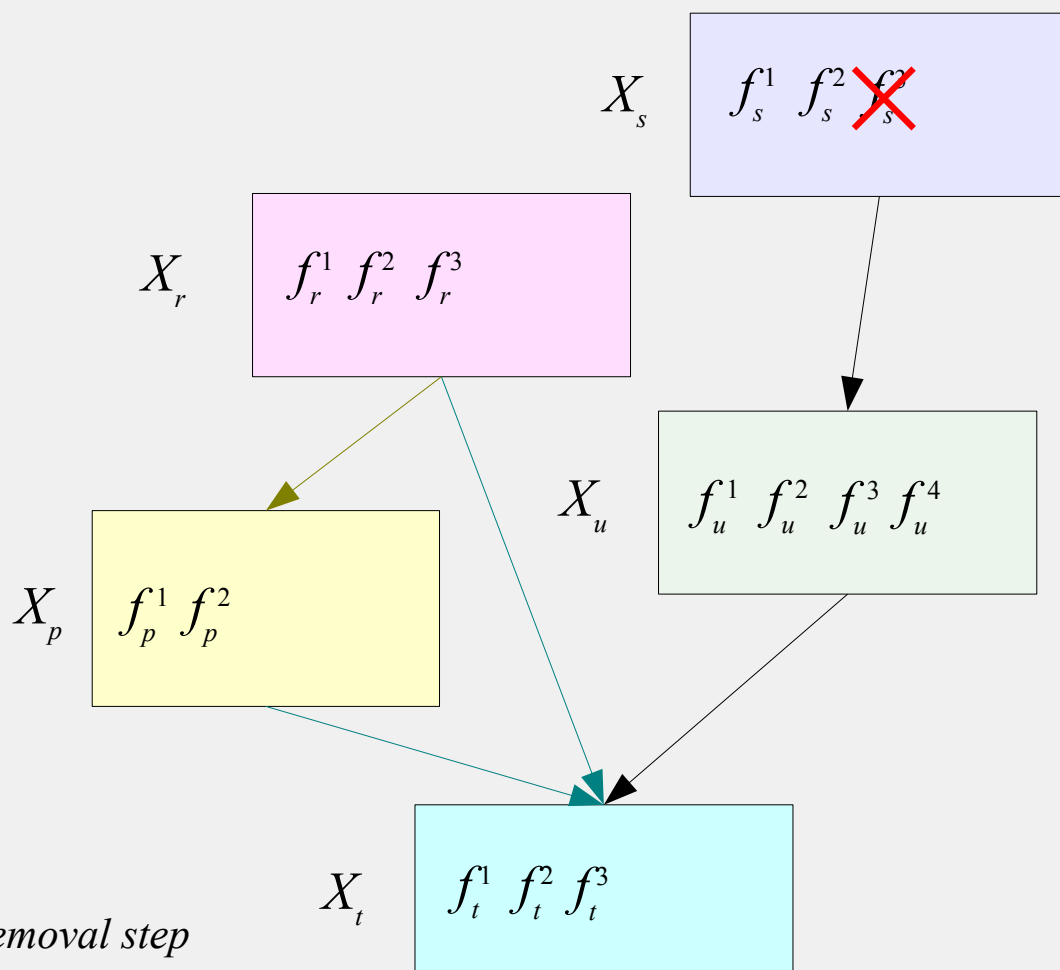 X_s f_s^1 f_s^2 f_s^3
X_r f_r^1 f_r^2 f_r^3
X_u f_u^1 f_u^2 f_u^3 f_u^4
X_p f_p^1 f_p^2
X_t f_t^1 f_t^2 f_t^3
emoval step